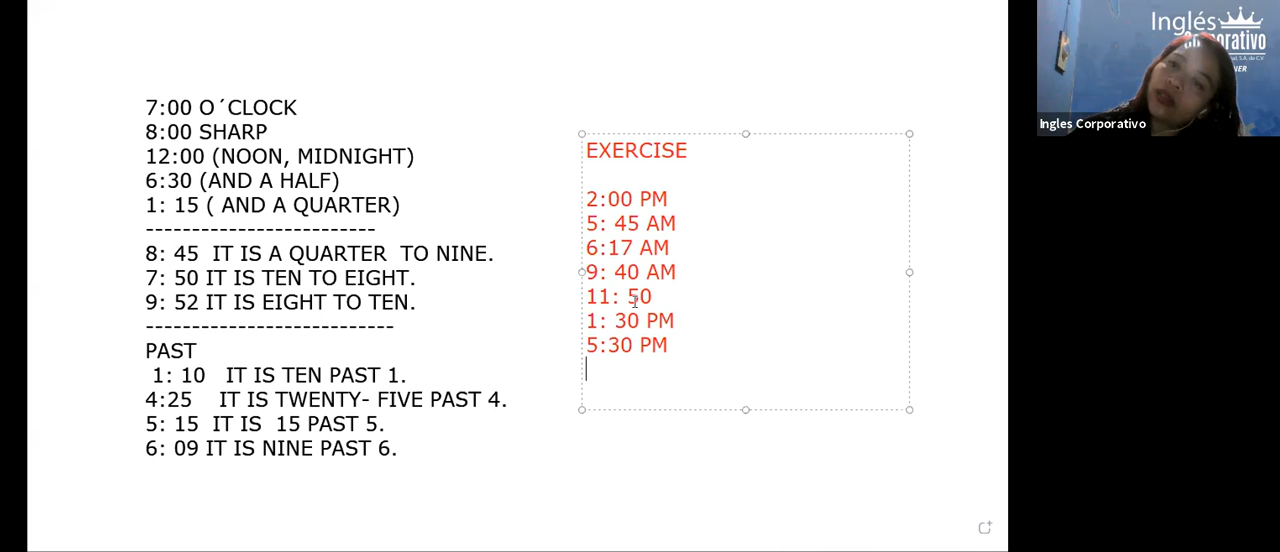 7:00 O´CLOCK
8:00 SHARP
12:00 (NOON, MIDNIGHT)
6:30 (AND A HALF)
1: 15 ( AND A QUARTER)
-------------------------
8: 45  IT IS A QUARTER  TO NINE.
7: 50 IT IS TEN TO EIGHT.
9: 52 IT IS EIGHT TO TEN.
---------------------------
PAST
1: 10   IT IS TEN PAST 1.
4:25    IT IS TWENTY- FIVE PAST 4.
5: 15  IT IS  15 PAST 5.
6: 09 IT IS NINE PAST 6.
EXERCISE
2:00 PM
5: 45 AM
6:17 AM
9: 40 AM
11: 50
1: 30 PM
5:30 PM
Inglés
Ingles Corporativo